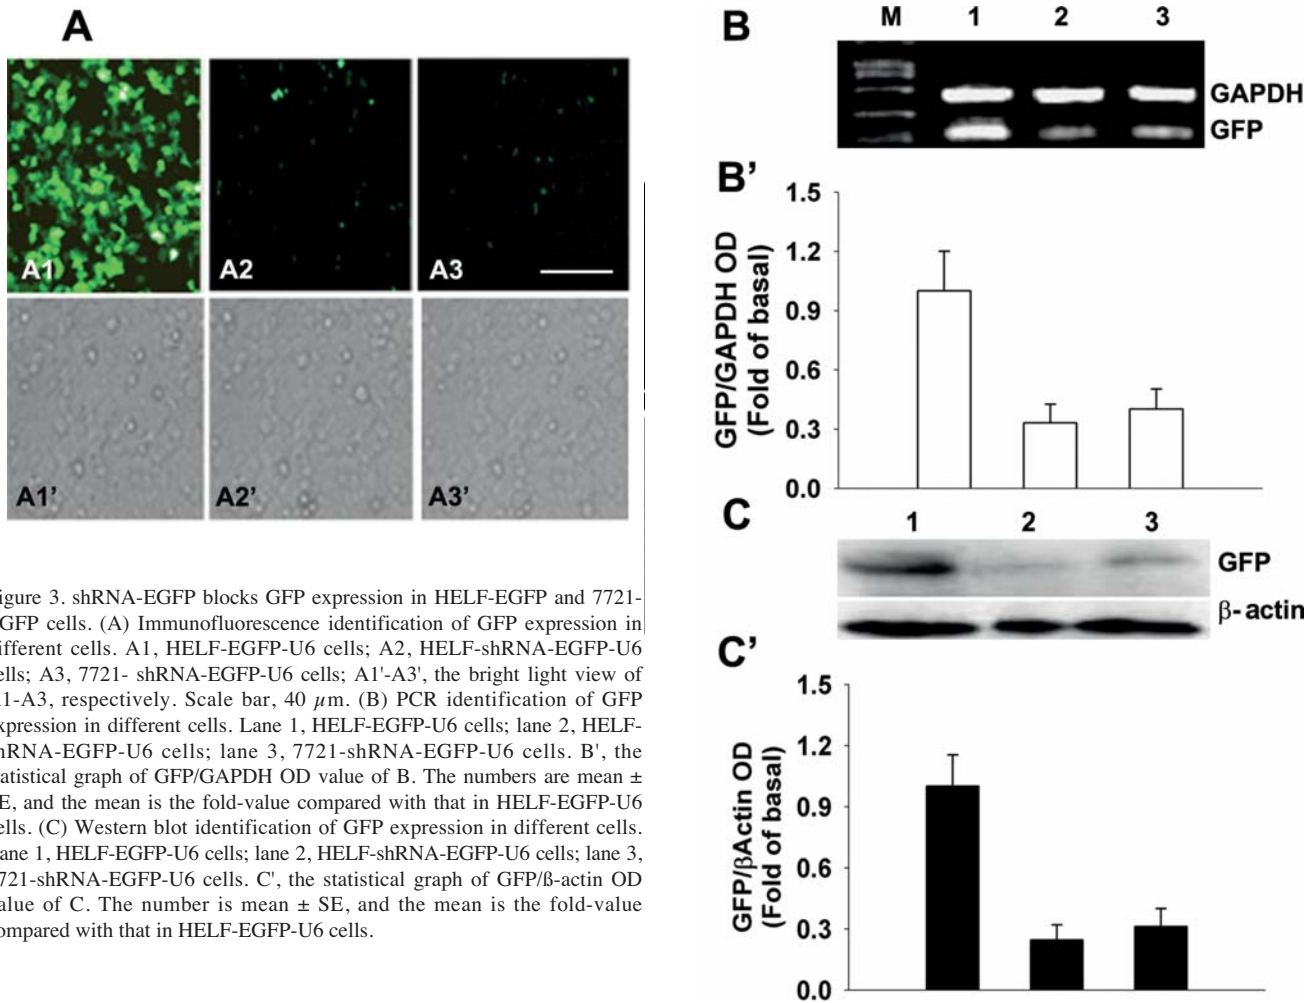 A
A1
A2
A3
A1'
A2'
A3'
igure 3. shRNA-EGFP blocks GFP expression in HELF-EGFP and 7721-
GFP cells. (A) Immunofluorescence identification of GFP expression in
ifferent cells. A1, HELF-EGFP-U6 cells; A2, HELF-shRNA-EGFP-U6
ells; A3, 7721- shRNA-EGFP-U6 cells; A1'-A3', the bright light view of
1-A3, respectively. Scale bar, 40 μm. (B) PCR identification of GFP
xpression in different cells. Lane 1, HELF-EGFP-U6 cells; lane 2, HELF-
hRNA-EGFP-U6 cells; lane 3, 7721-shRNA-EGFP-U6 cells. B', the
tatistical graph of GFP/GAPDH OD value of B. The numbers are mean ±
E, and the mean is the fold-value compared with that in HELF-EGFP-U6
ells. (C) Western blot identification of GFP expression in different cells.
ane 1, HELF-EGFP-U6 cells; lane 2, HELF-shRNA-EGFP-U6 cells; lane 3,
721-shRNA-EGFP-U6 cells. C', the statistical graph of GFP/ß-actin OD
alue of C. The number is mean ± SE, and the mean is the fold-value
ompared with that in HELF-EGFP-U6 cells.
B
M 1 2 3
GAPDH
GFP
B'
GFP/GAPDH OD
(Fold of basal)
1.5
1.2
0.9
0.6
0.3
0.0
C
1 2 3
GFP
β- actin
C'
GFP/βActin OD
(Fold of basal)
1.5
1.2
0.9
0.6
0.3
0.0